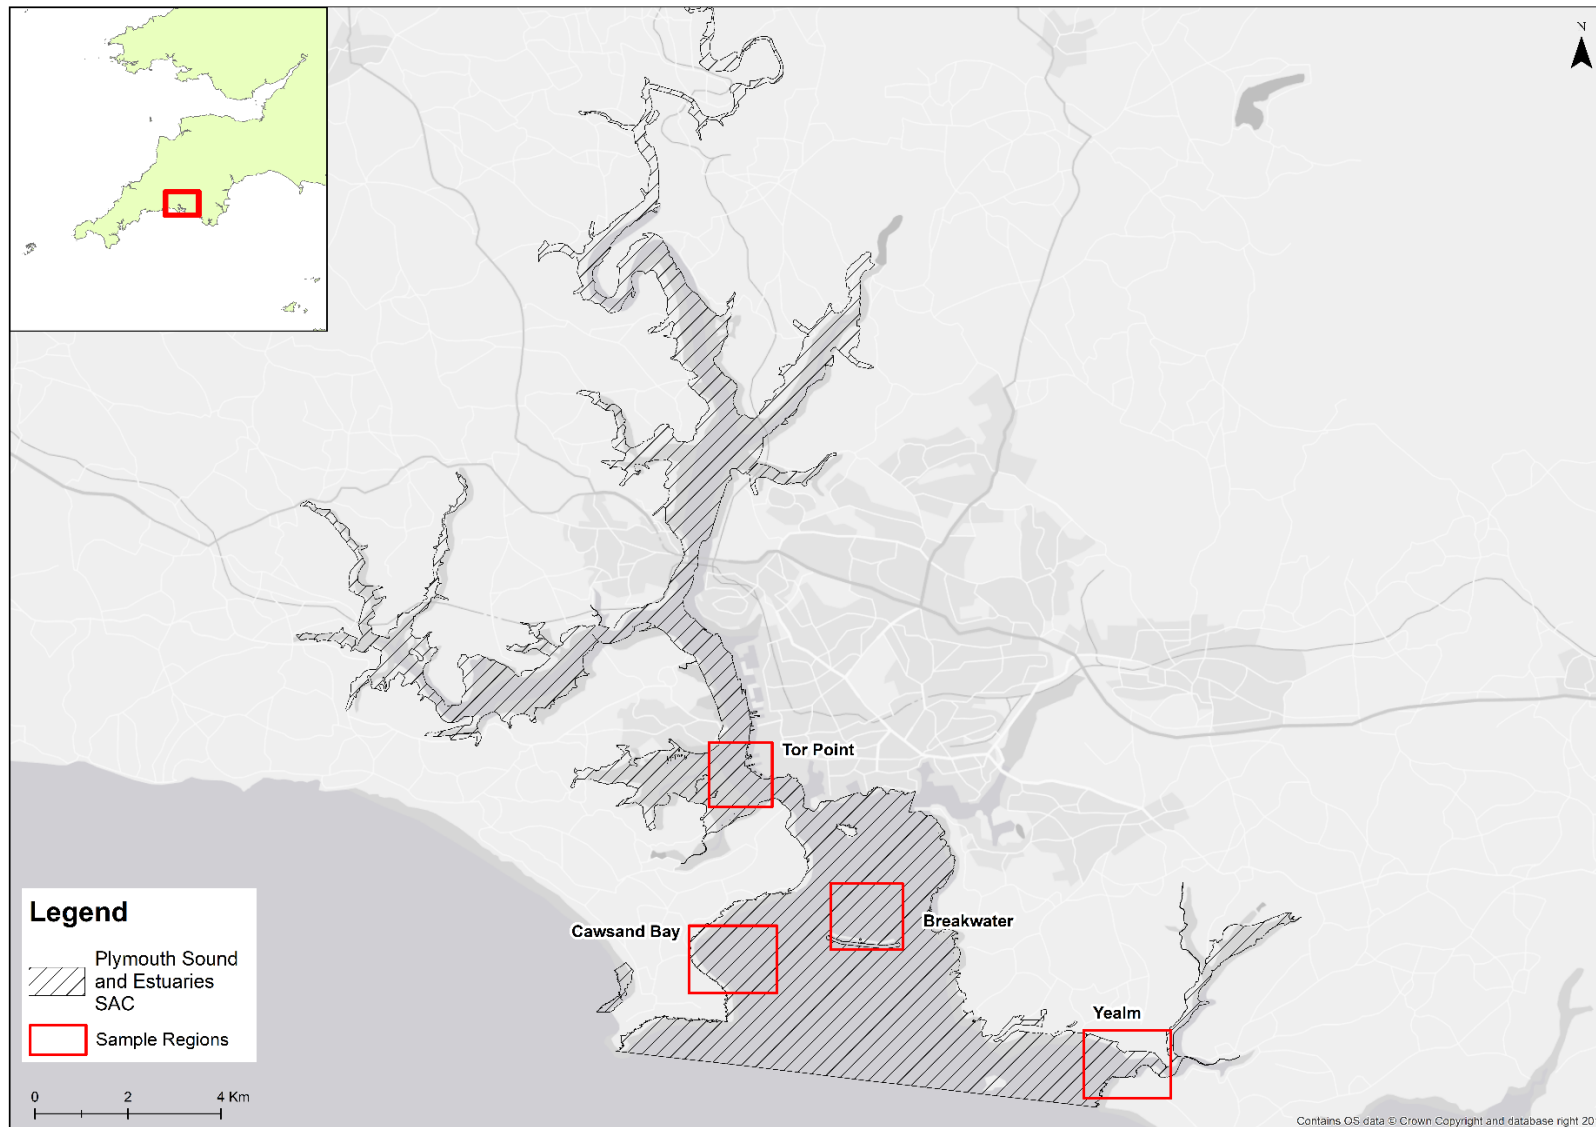 N
Tor Point
Breakwater
Cawsand Bay
Yealm
Legend
Plymouth Sound
and Estuaries
SAC
Sample Regions
0 2 4 Km
Contains OS data © Crown Copyright and database right 20